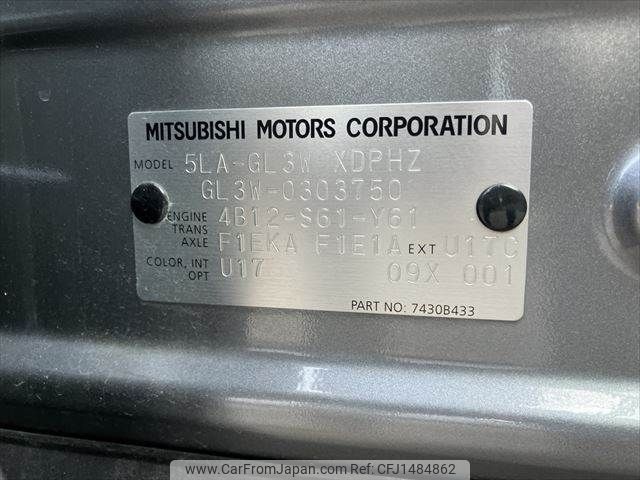 MITSUBISHI MOTORS CORPORATION
MODEL 5LA-GL3W XDPHZ
GL3W-0303750
ENGINE 4B12-S61-Y61
TRANS AXLE F1EKA F1E1A EXT U17C
COLOR, INT OPT U17 09X 001
PART NO: 7430B433
www.CarFromJapan.com - CFJ1484862